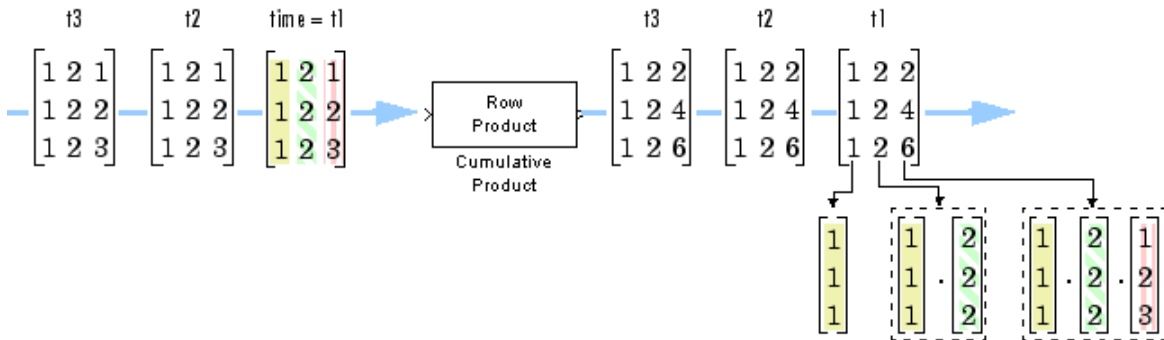 t3 t2 time = t1 t3 t2 t1
1 2 1 1 2 1 1 2 1 1 2 2 1 2 2 1 2 2
1 2 2 1 2 2 1 2 2 Row Product 1 2 4 1 2 4 1 2 4
1 2 3 1 2 3 1 2 3 1 2 6 1 2 6 1 2 6
Cumulative
Product
1 1 2 1 2 1
1 1 . 2 1 . 2 . 2
1 1 2 1 2 3